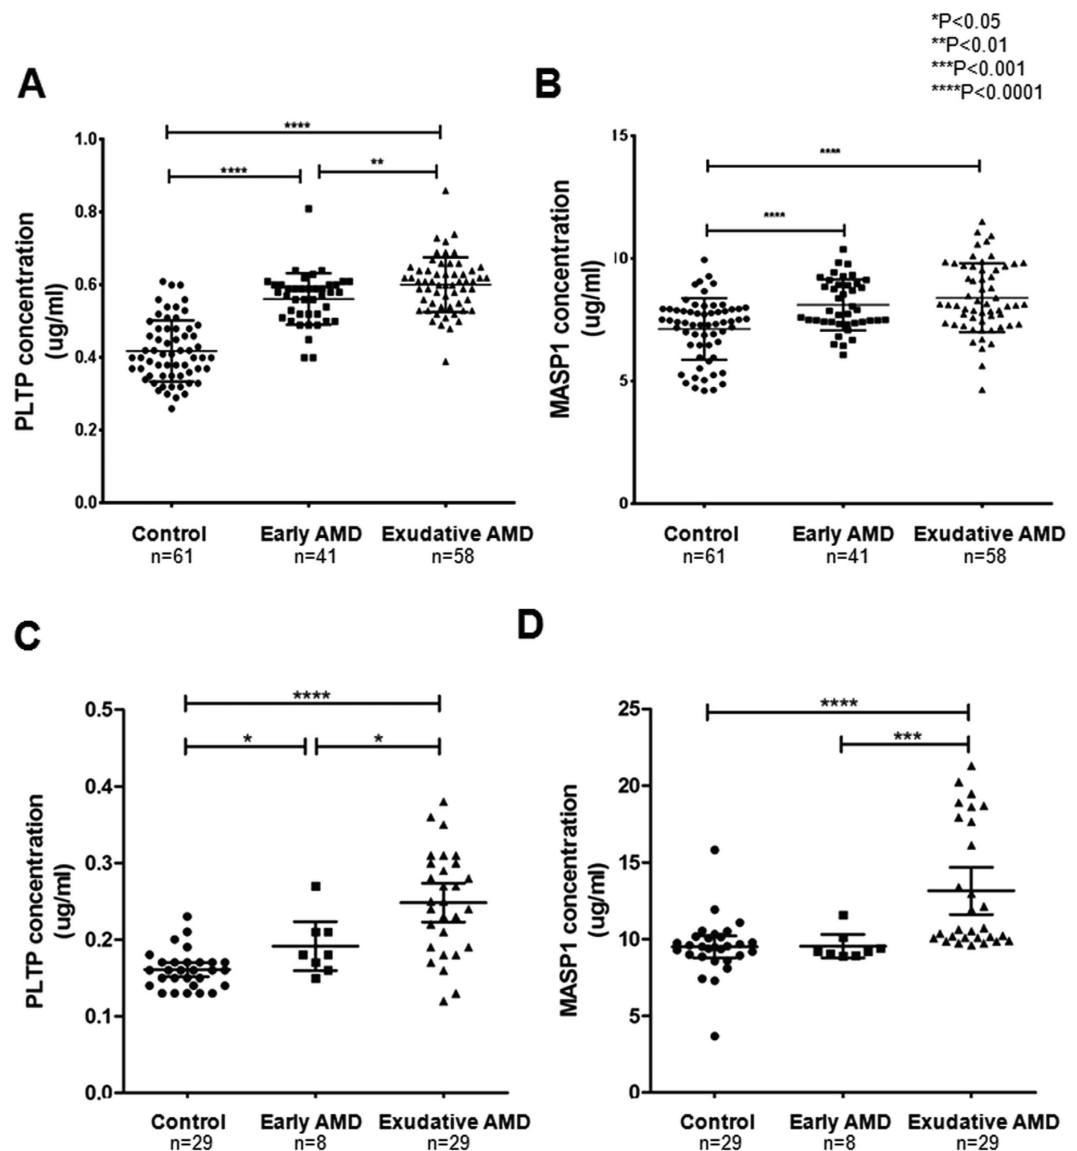 *P<0.05
**P<0.01
***P<0.001
****P<0.0001
A
PLTP concentration
(ug/ml)
1.0
0.8
0.6
0.4
0.2
0.0
****
****
**
Control
n=61
Early AMD
n=41
Exudative AMD
n=58
B
MASP1 concentration
(ug/ml)
15
10
5
0
****
****
Control
n=61
Early AMD
n=41
Exudative AMD
n=58
C
PLTP concentration
(ug/ml)
0.5
0.4
0.3
0.2
0.1
0.0
****
*
*
Control
n=29
Early AMD
n=8
Exudative AMD
n=29
D
MASP1 concentration
(ug/ml)
25
20
15
10
5
0
****
***
Control
n=29
Early AMD
n=8
Exudative AMD
n=29